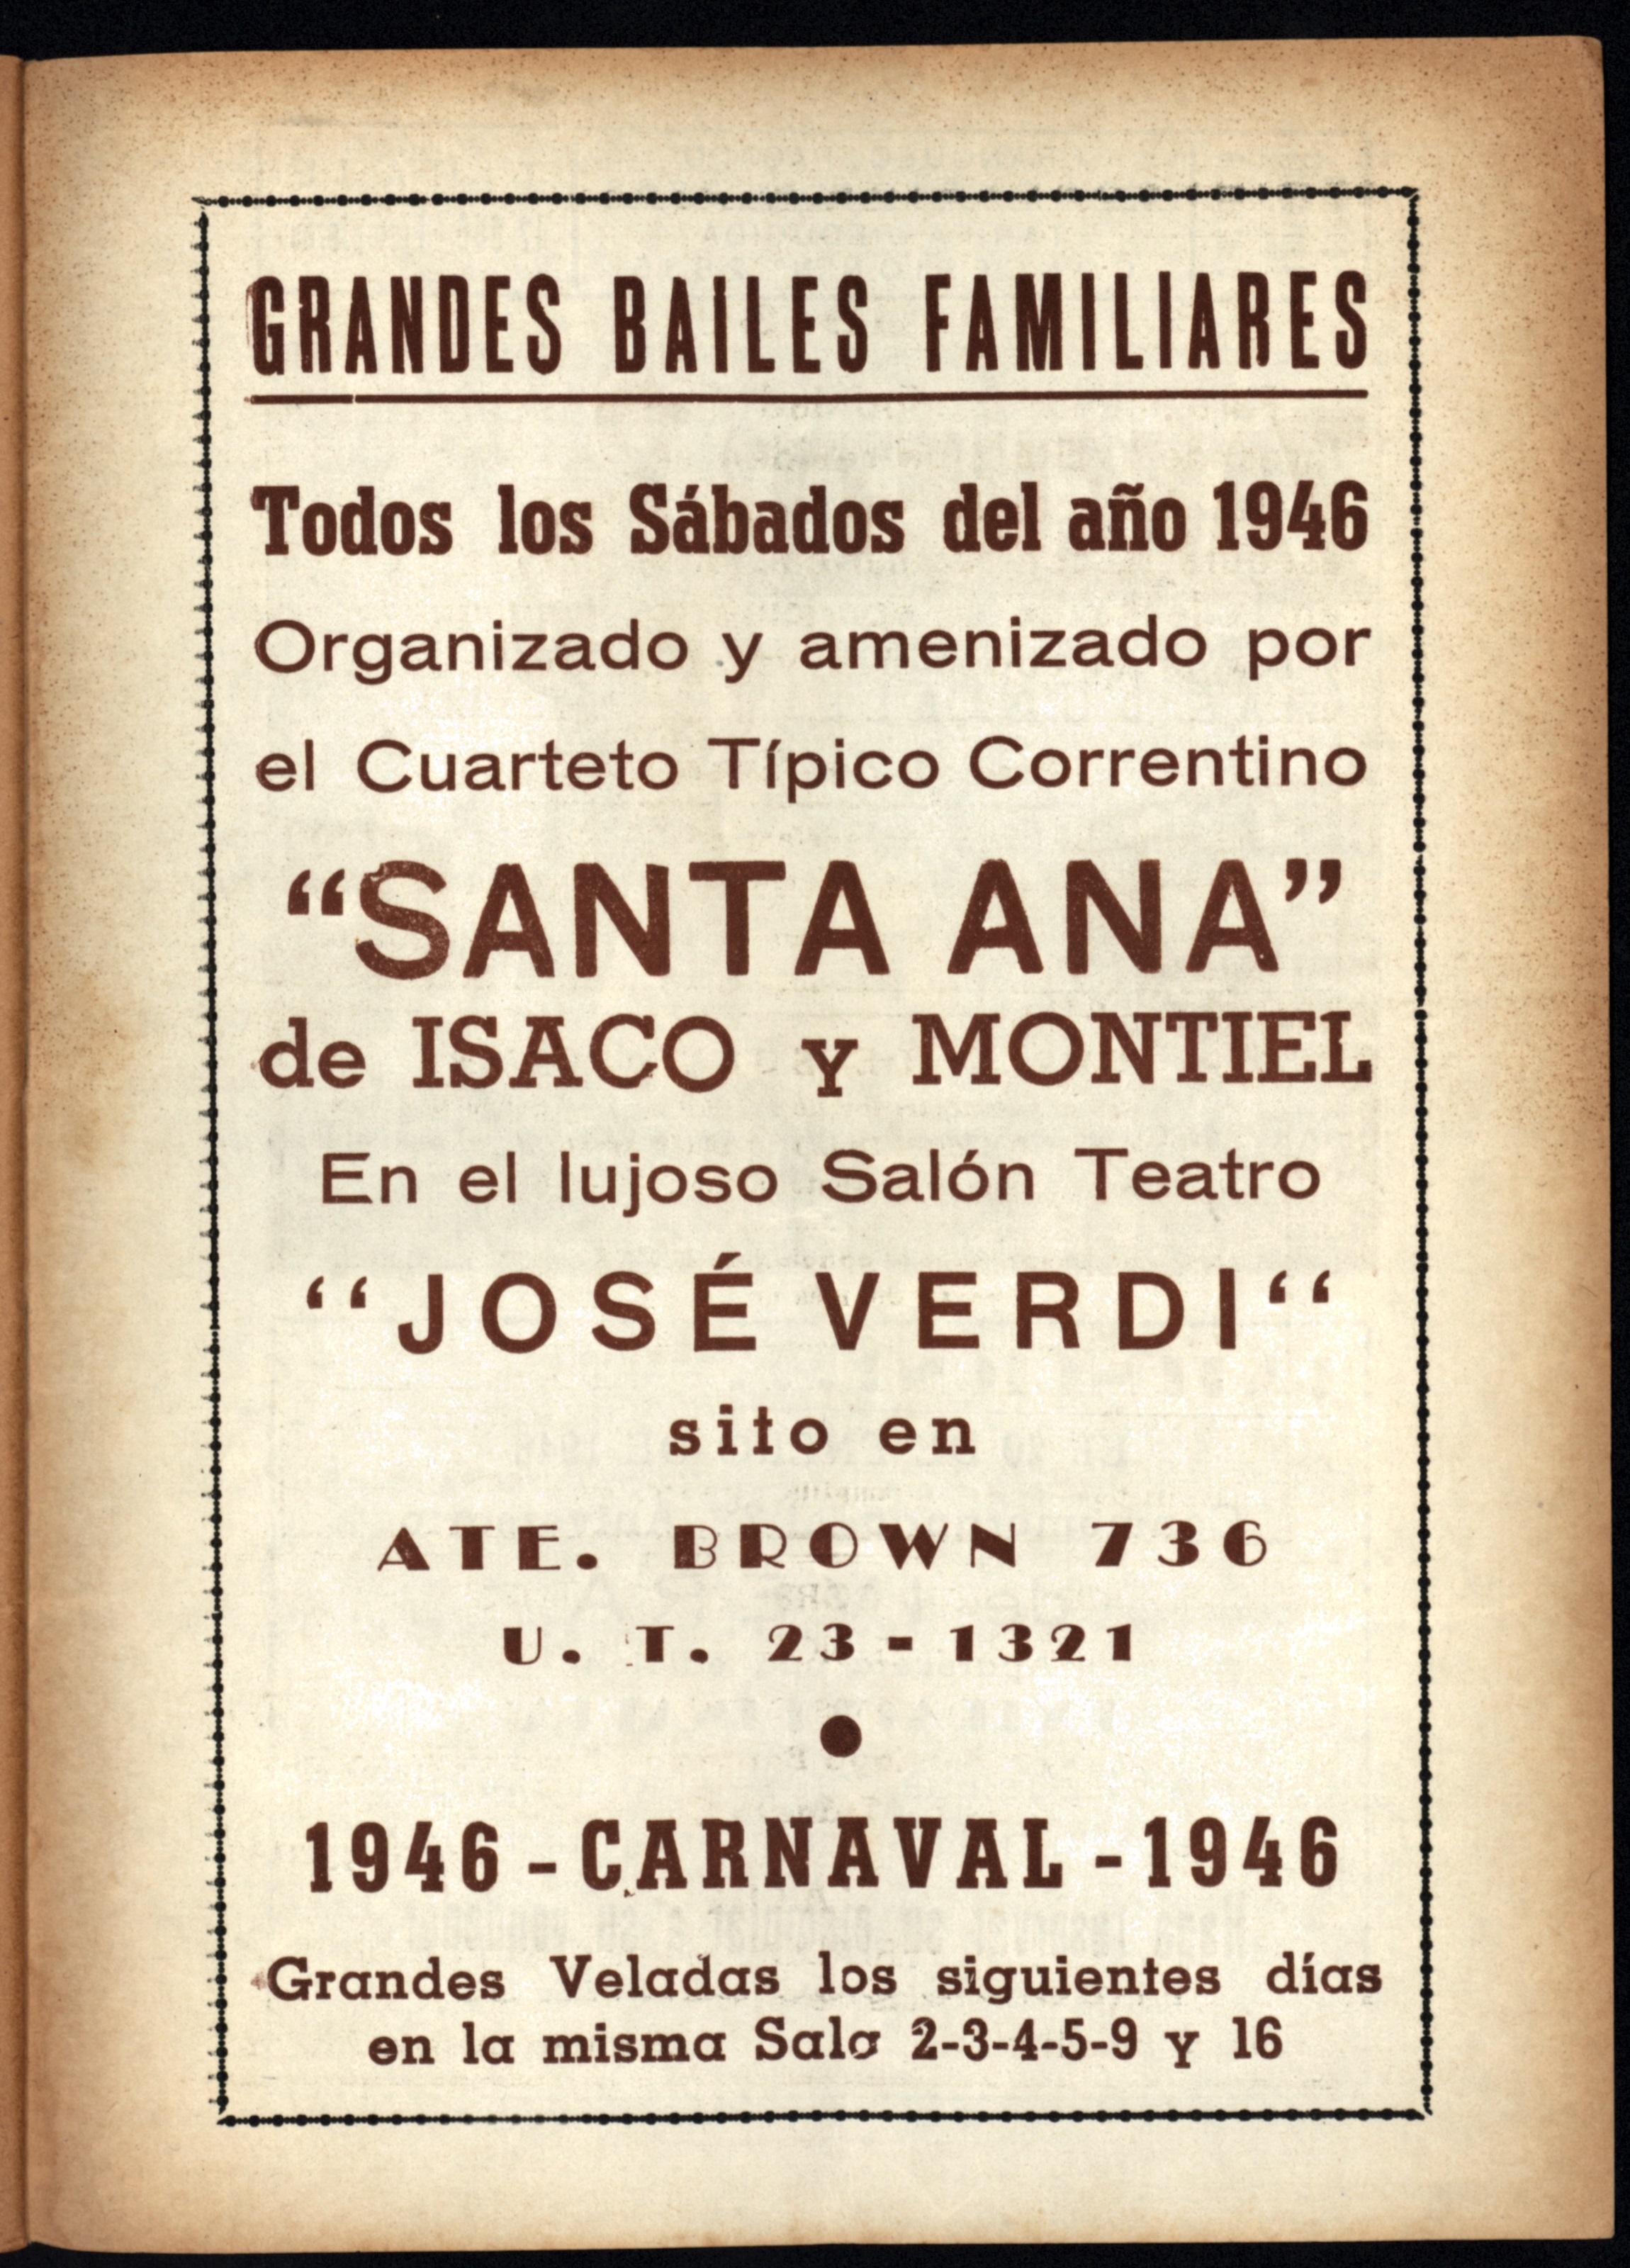 GRANDES BAILES FAMILIARES
Todos los Sábados del año 1946
Organizado y amenizado por
el Cuarteto Típico Correntino
“SANTA ANA”
de ISACO y MONTIEL
En el lujoso Salón Teatro
‘‘JOSÉ VERDI‘‘
sito en
ATE. BROWN 736
U. T. 23 - 1321
●
1946 - CARNAVAL - 1946
Grandes Veladas los siguientes días
en la misma Sala 2-3-4-5-9 y 16